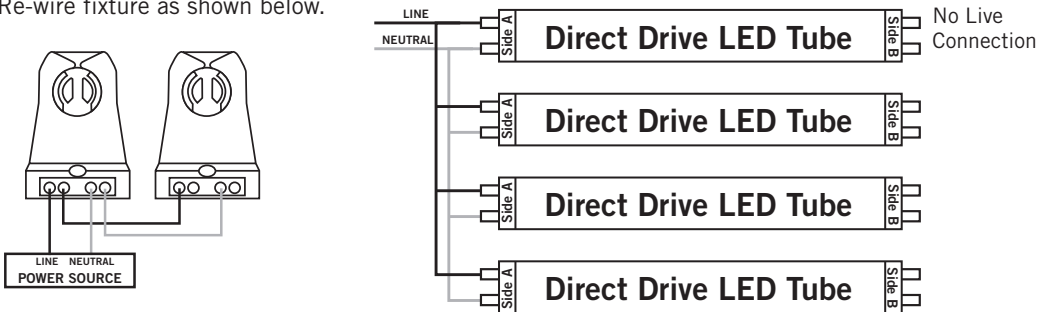 Re-wire fixture as shown below.
LINE NEUTRAL
POWER SOURCE
LINE
NEUTRAL
Side A
Direct Drive LED Tube
Side B
No Live
Connection
Side A
Direct Drive LED Tube
Side B
Side A
Direct Drive LED Tube
Side B
Side A
Direct Drive LED Tube
Side B